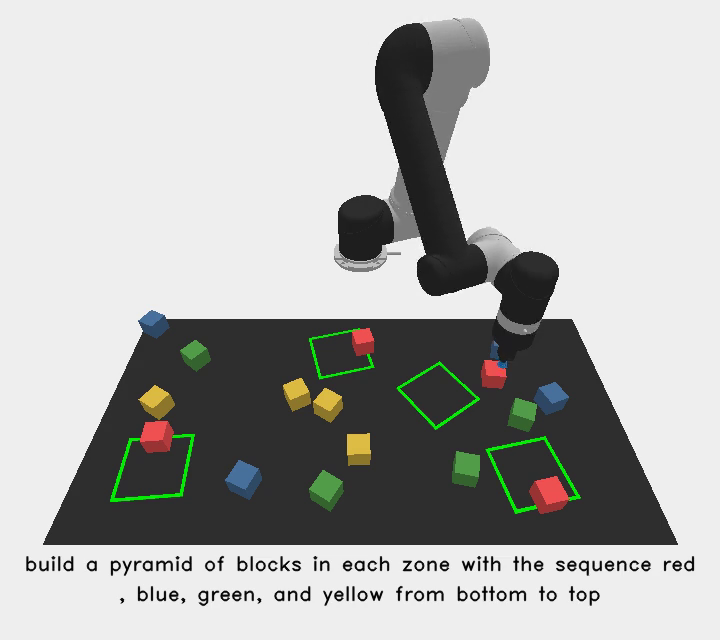 build a pyramid of blocks in each zone with the sequence red
, blue, green, and yellow from bottom to top